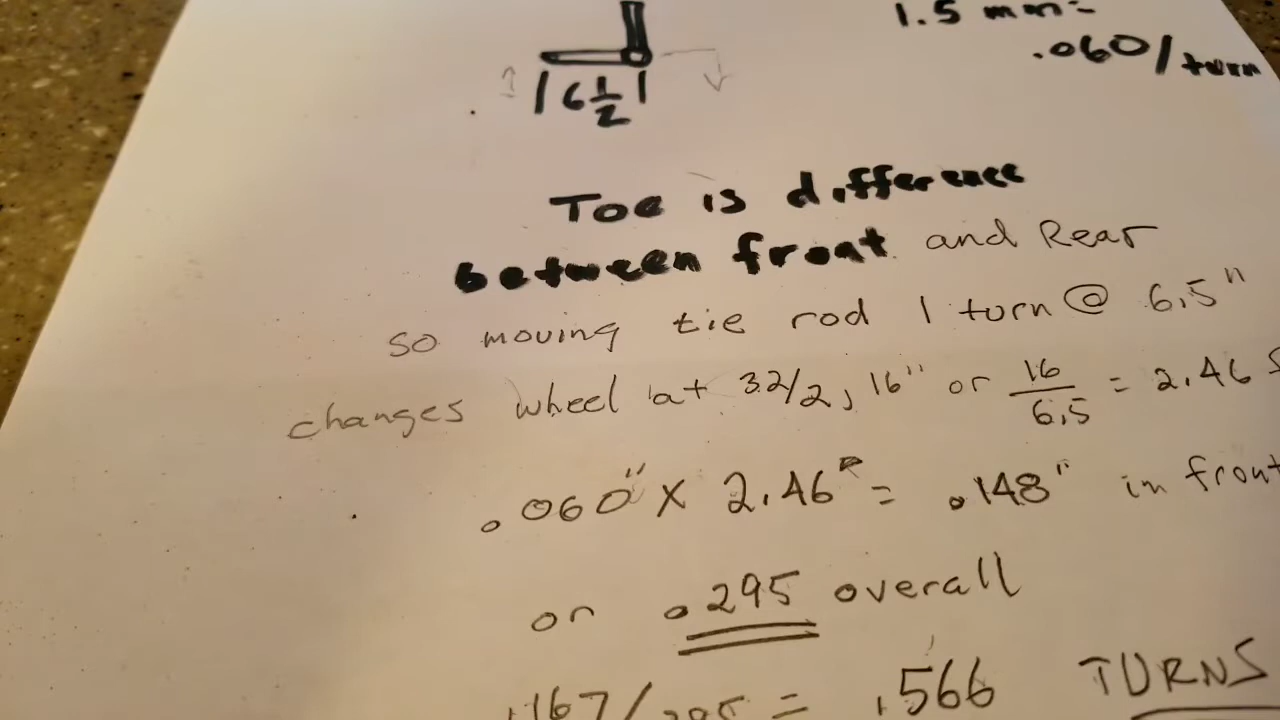 1.5 mm =
.060/turn
6 1/2
Toe is difference
between front and Rear
so moving tie rod 1 turn @ 6.5"
changes wheel at 32/2, 16" or 16/6.5 = 2.46
.060" X 2.46 = .148" in front
or .295 overall
.167/.295 = .566 TURNS